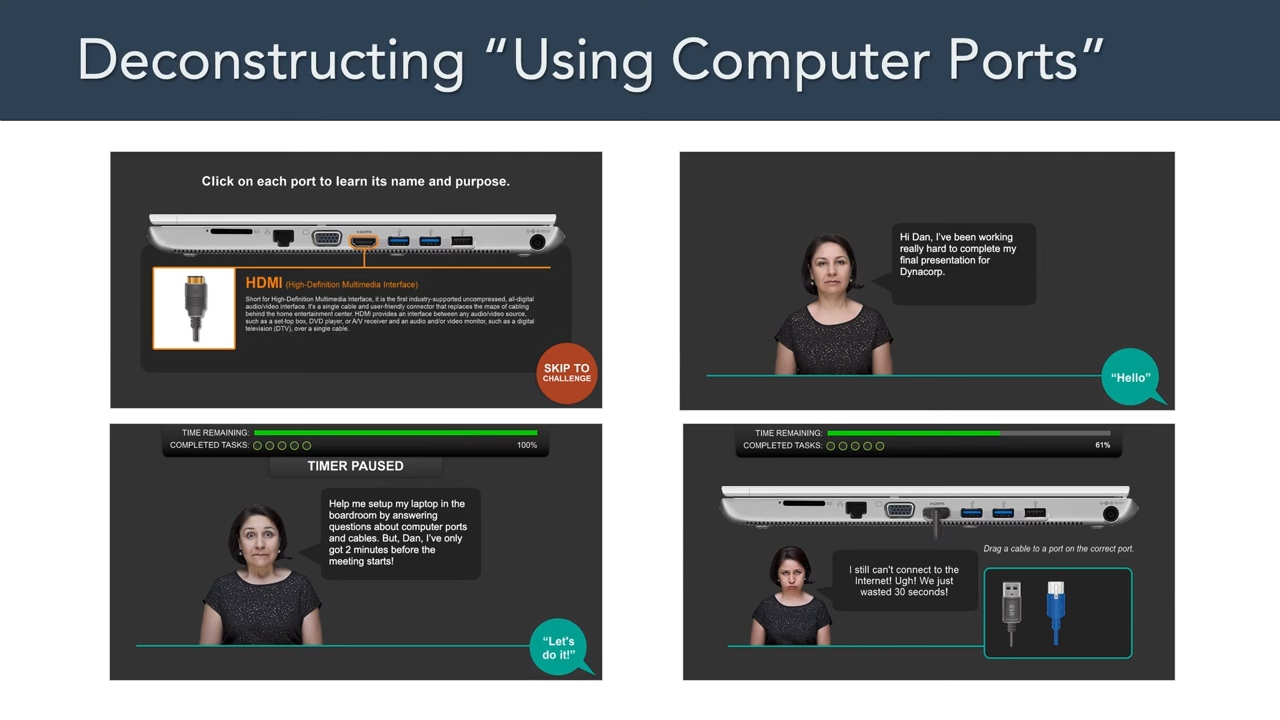 Deconstructing “Using Computer Ports”
Click on each port to learn its name and purpose.
HDMI
HDMI (High-Definition Multimedia Interface)
Short for High-Definition Multimedia Interface, it is the first industry-supported uncompressed, all-digital
audio/video interface. It's a single cable and user-friendly connector that replaces the maze of cabling
behind the home entertainment center. HDMI provides an interface between any audio/video source,
such as a set-top box, DVD player, or A/V receiver and an audio and/or video monitor, such as a digital
television (DTV), over a single cable.
SKIP TO
CHALLENGE
Hi Dan, I've been working
really hard to complete my
final presentation for
Dynacorp.
“Hello”
TIME REMAINING:
COMPLETED TASKS:
100%
TIMER PAUSED
Help me setup my laptop in the
boardroom by answering
questions about computer ports
and cables. But, Dan, I've only
got 2 minutes before the
meeting starts!
“Let's
do it!”
TIME REMAINING:
COMPLETED TASKS:
61%
HDMI
Drag a cable to a port on the correct port.
I still can't connect to the
Internet! Ugh! We just
wasted 30 seconds!